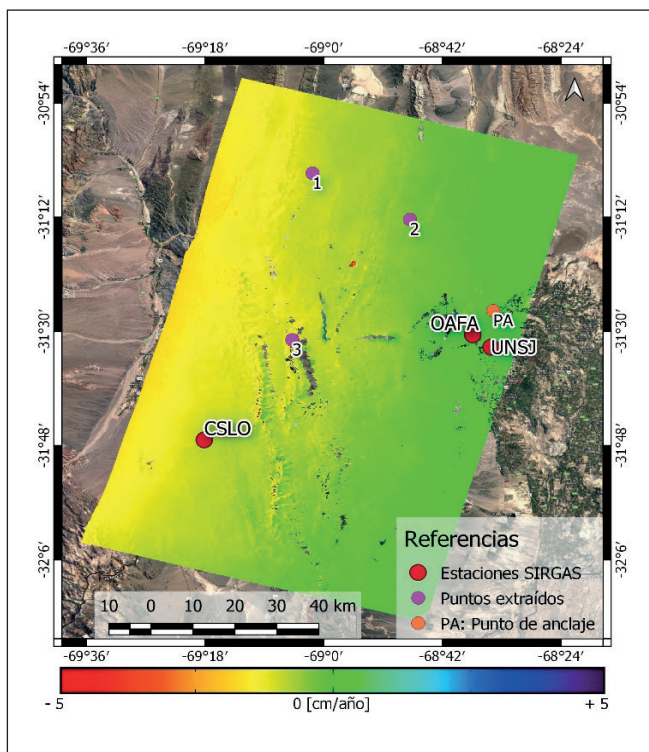 -69°36' -69°18' -69°00' -68°42' -68°24'
-30°54' -30°54'
-31°12' -31°12'
-31°30' -31°30'
-31°48' -31°48'
-32°6' -32°6'
1
2
PA
OAFA
UNSJ
3
CSLO
Referencias
Estaciones SIRGAS
Puntos extraídos
PA: Punto de anclaje
10 0 10 20 30 40 km
-69°36' -69°18' -69°00' -68°42' -68°24'
- 5 0 [cm/año] + 5